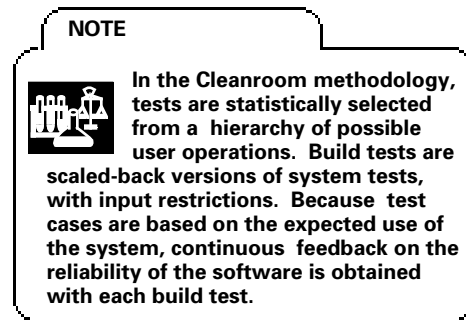 NOTE
In the Cleanroom methodology,
tests are statistically selected
from a hierarchy of possible
user operations. Build tests are
scaled-back versions of system tests,
with input restrictions. Because test
cases are based on the expected use of
the system, continuous feedback on the
reliability of the software is obtained
with each build test.